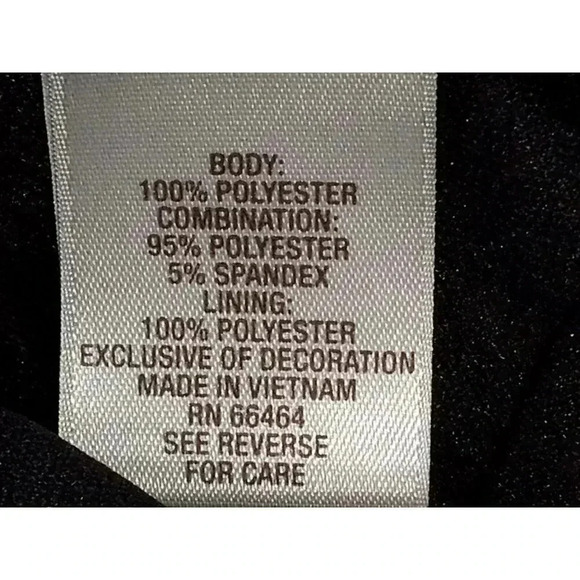 BODY:
100% POLYESTER
COMBINATION:
95% POLYESTER
5% SPANDEX
LINING:
100% POLYESTER
EXCLUSIVE OF DECORATION
MADE IN VIETNAM
RN 66464
SEE REVERSE
FOR CARE